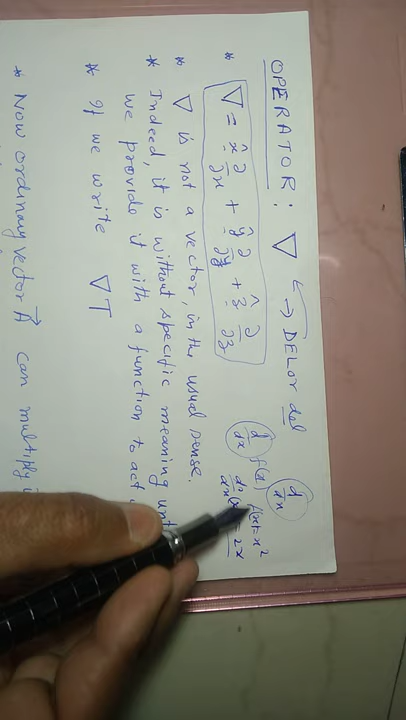 OPERATOR: ∇ → DEL or del
* ∇ = x̂ ∂/∂x + ŷ ∂/∂y + ẑ ∂/∂z
d/dx
d/dx f(x)
f(x) = x²
= 2x
* ∇ is not a vector, in the usual sense.
* Indeed, it is without specific meaning
we provide it with a function to act
* If we write ∇T
* Now ordinary vector A⃗ can multiply